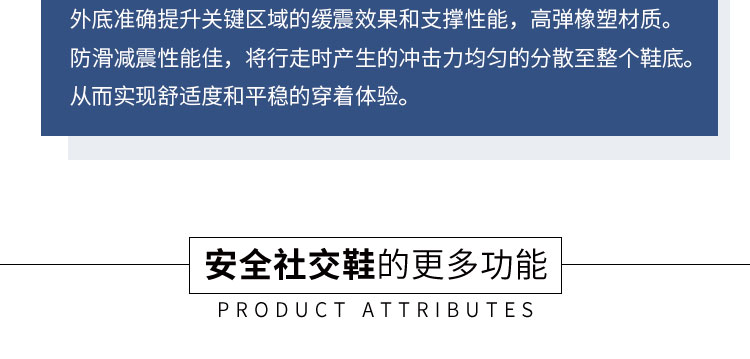 外底准确提升关键区域的缓震效果和支撑性能，高弹橡塑材质。
防滑减震性能佳，将行走时产生的冲击力均匀的分散至整个鞋底。
从而实现舒适度和平稳的穿着体验。
安全社交鞋的更多功能
PRODUCT ATTRIBUTES